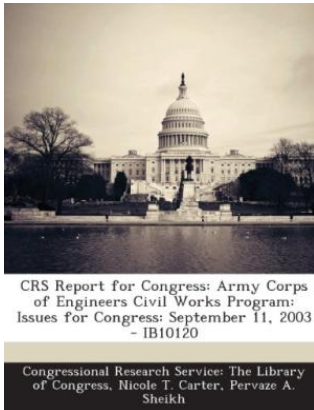 CRS Report for Congress: Army Corps
of Engineers Civil Works Program:
Issues for Congress: September 11, 2003
- IB10120
Congressional Research Service: The Library
of Congress, Nicole T. Carter, Pervaze A.
Sheikh